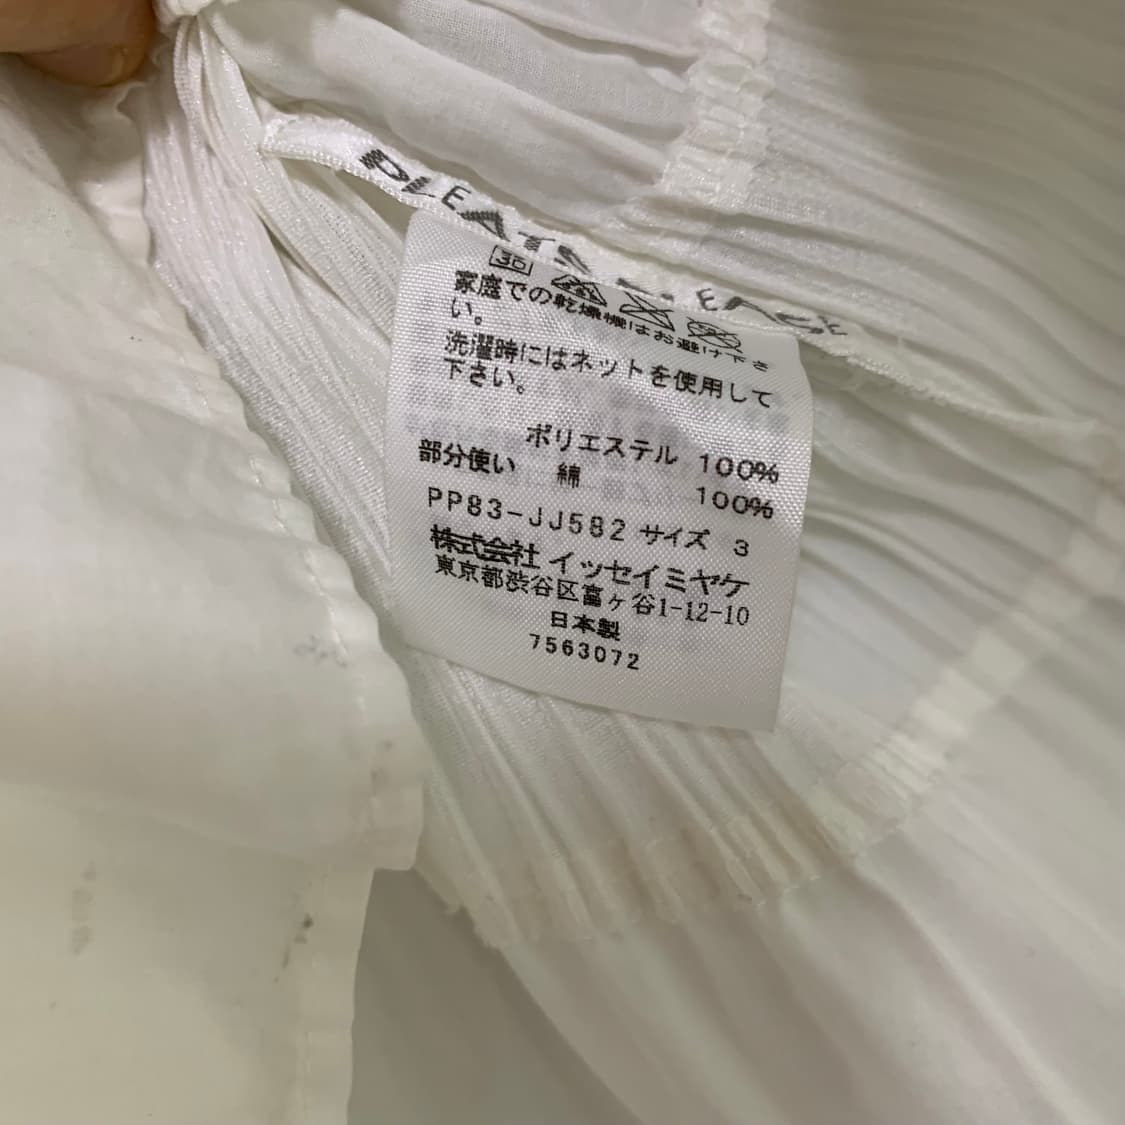 PLEATS PLEASE
30
家庭での乾燥機はお避け下さ
い。
洗濯時にはネットを使用して
下さい。
ポリエステル 100%
部分使い 綿 100%
PP83-JJ582 サイズ 3
株式会社 イッセイミヤケ
東京都渋谷区富ヶ谷1-12-10
日本製
7563072